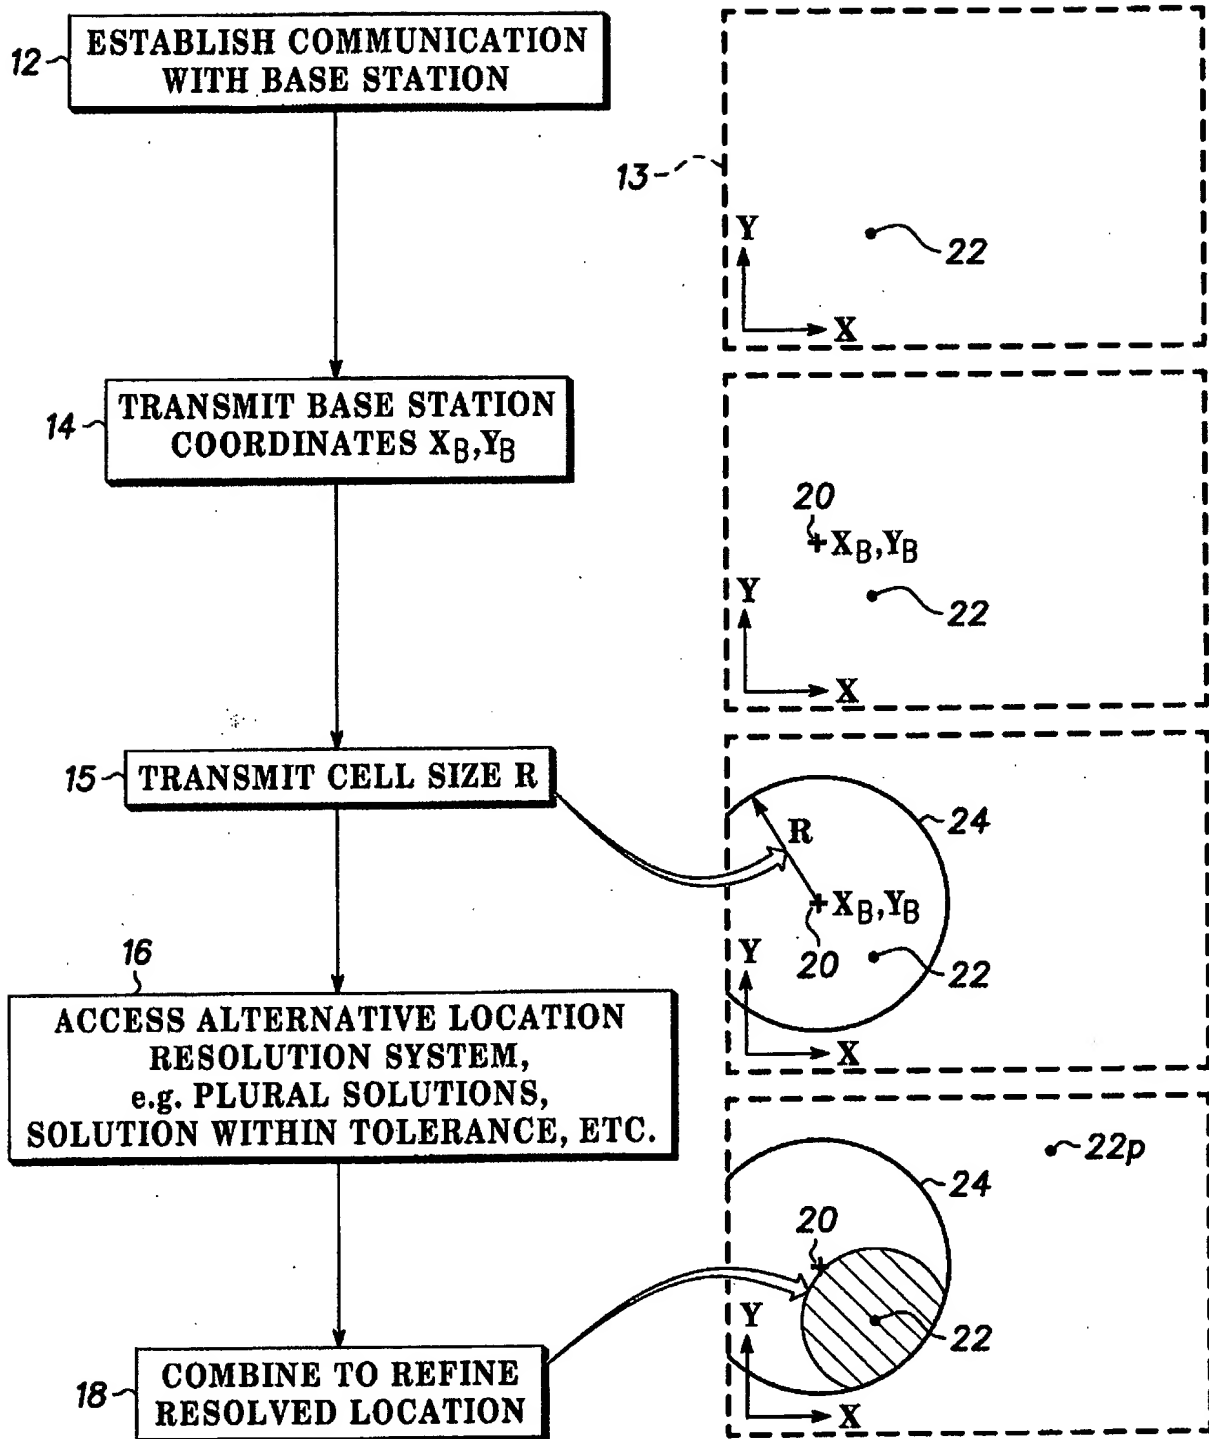 12
ESTABLISH COMMUNICATION
WITH BASE STATION
13
Y
22
X
14
TRANSMIT BASE STATION
COORDINATES XB,YB
20
XB,YB
Y
22
X
15
TRANSMIT CELL SIZE R
R
24
XB,YB
20
Y
22
X
16
ACCESS ALTERNATIVE LOCATION
RESOLUTION SYSTEM,
e.g. PLURAL SOLUTIONS,
SOLUTION WITHIN TOLERANCE, ETC.
22p
24
20
Y
22
X
18
COMBINE TO REFINE
RESOLVED LOCATION